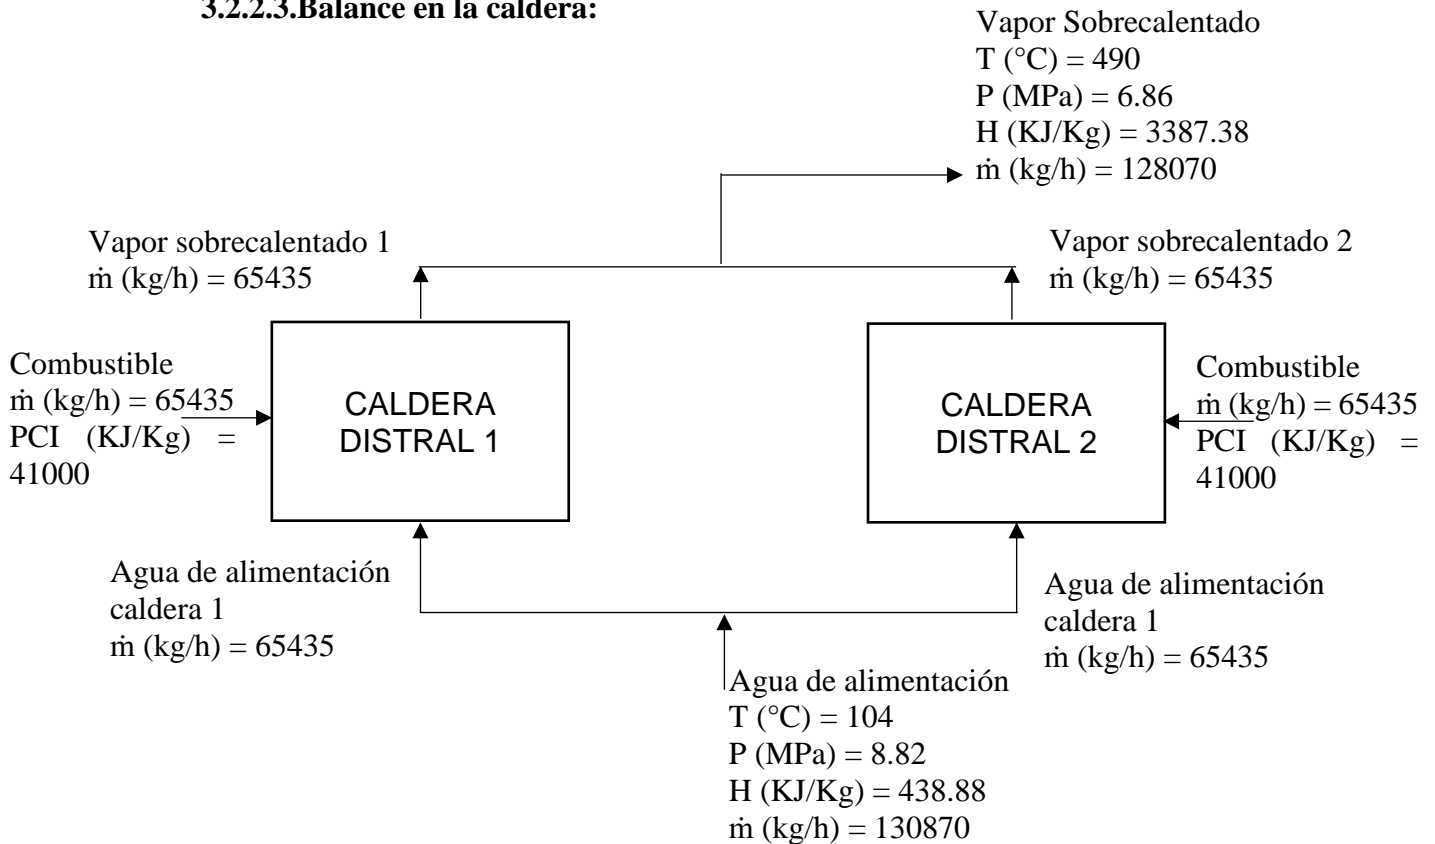 3.2.2.3.Balance en la caldera:
Vapor Sobrecalentado
T (°C) = 490
P (MPa) = 6.86
H (KJ/Kg) = 3387.38
ṁ (kg/h) = 128070
Vapor sobrecalentado 1
ṁ (kg/h) = 65435
Vapor sobrecalentado 2
ṁ (kg/h) = 65435
Combustible
ṁ (kg/h) = 65435
PCI (KJ/Kg) =
41000
CALDERA
DISTRAL 1
CALDERA
DISTRAL 2
Combustible
ṁ (kg/h) = 65435
PCI (KJ/Kg) =
41000
Agua de alimentación
caldera 1
ṁ (kg/h) = 65435
Agua de alimentación
caldera 1
ṁ (kg/h) = 65435
Agua de alimentación
T (°C) = 104
P (MPa) = 8.82
H (KJ/Kg) = 438.88
ṁ (kg/h) = 130870